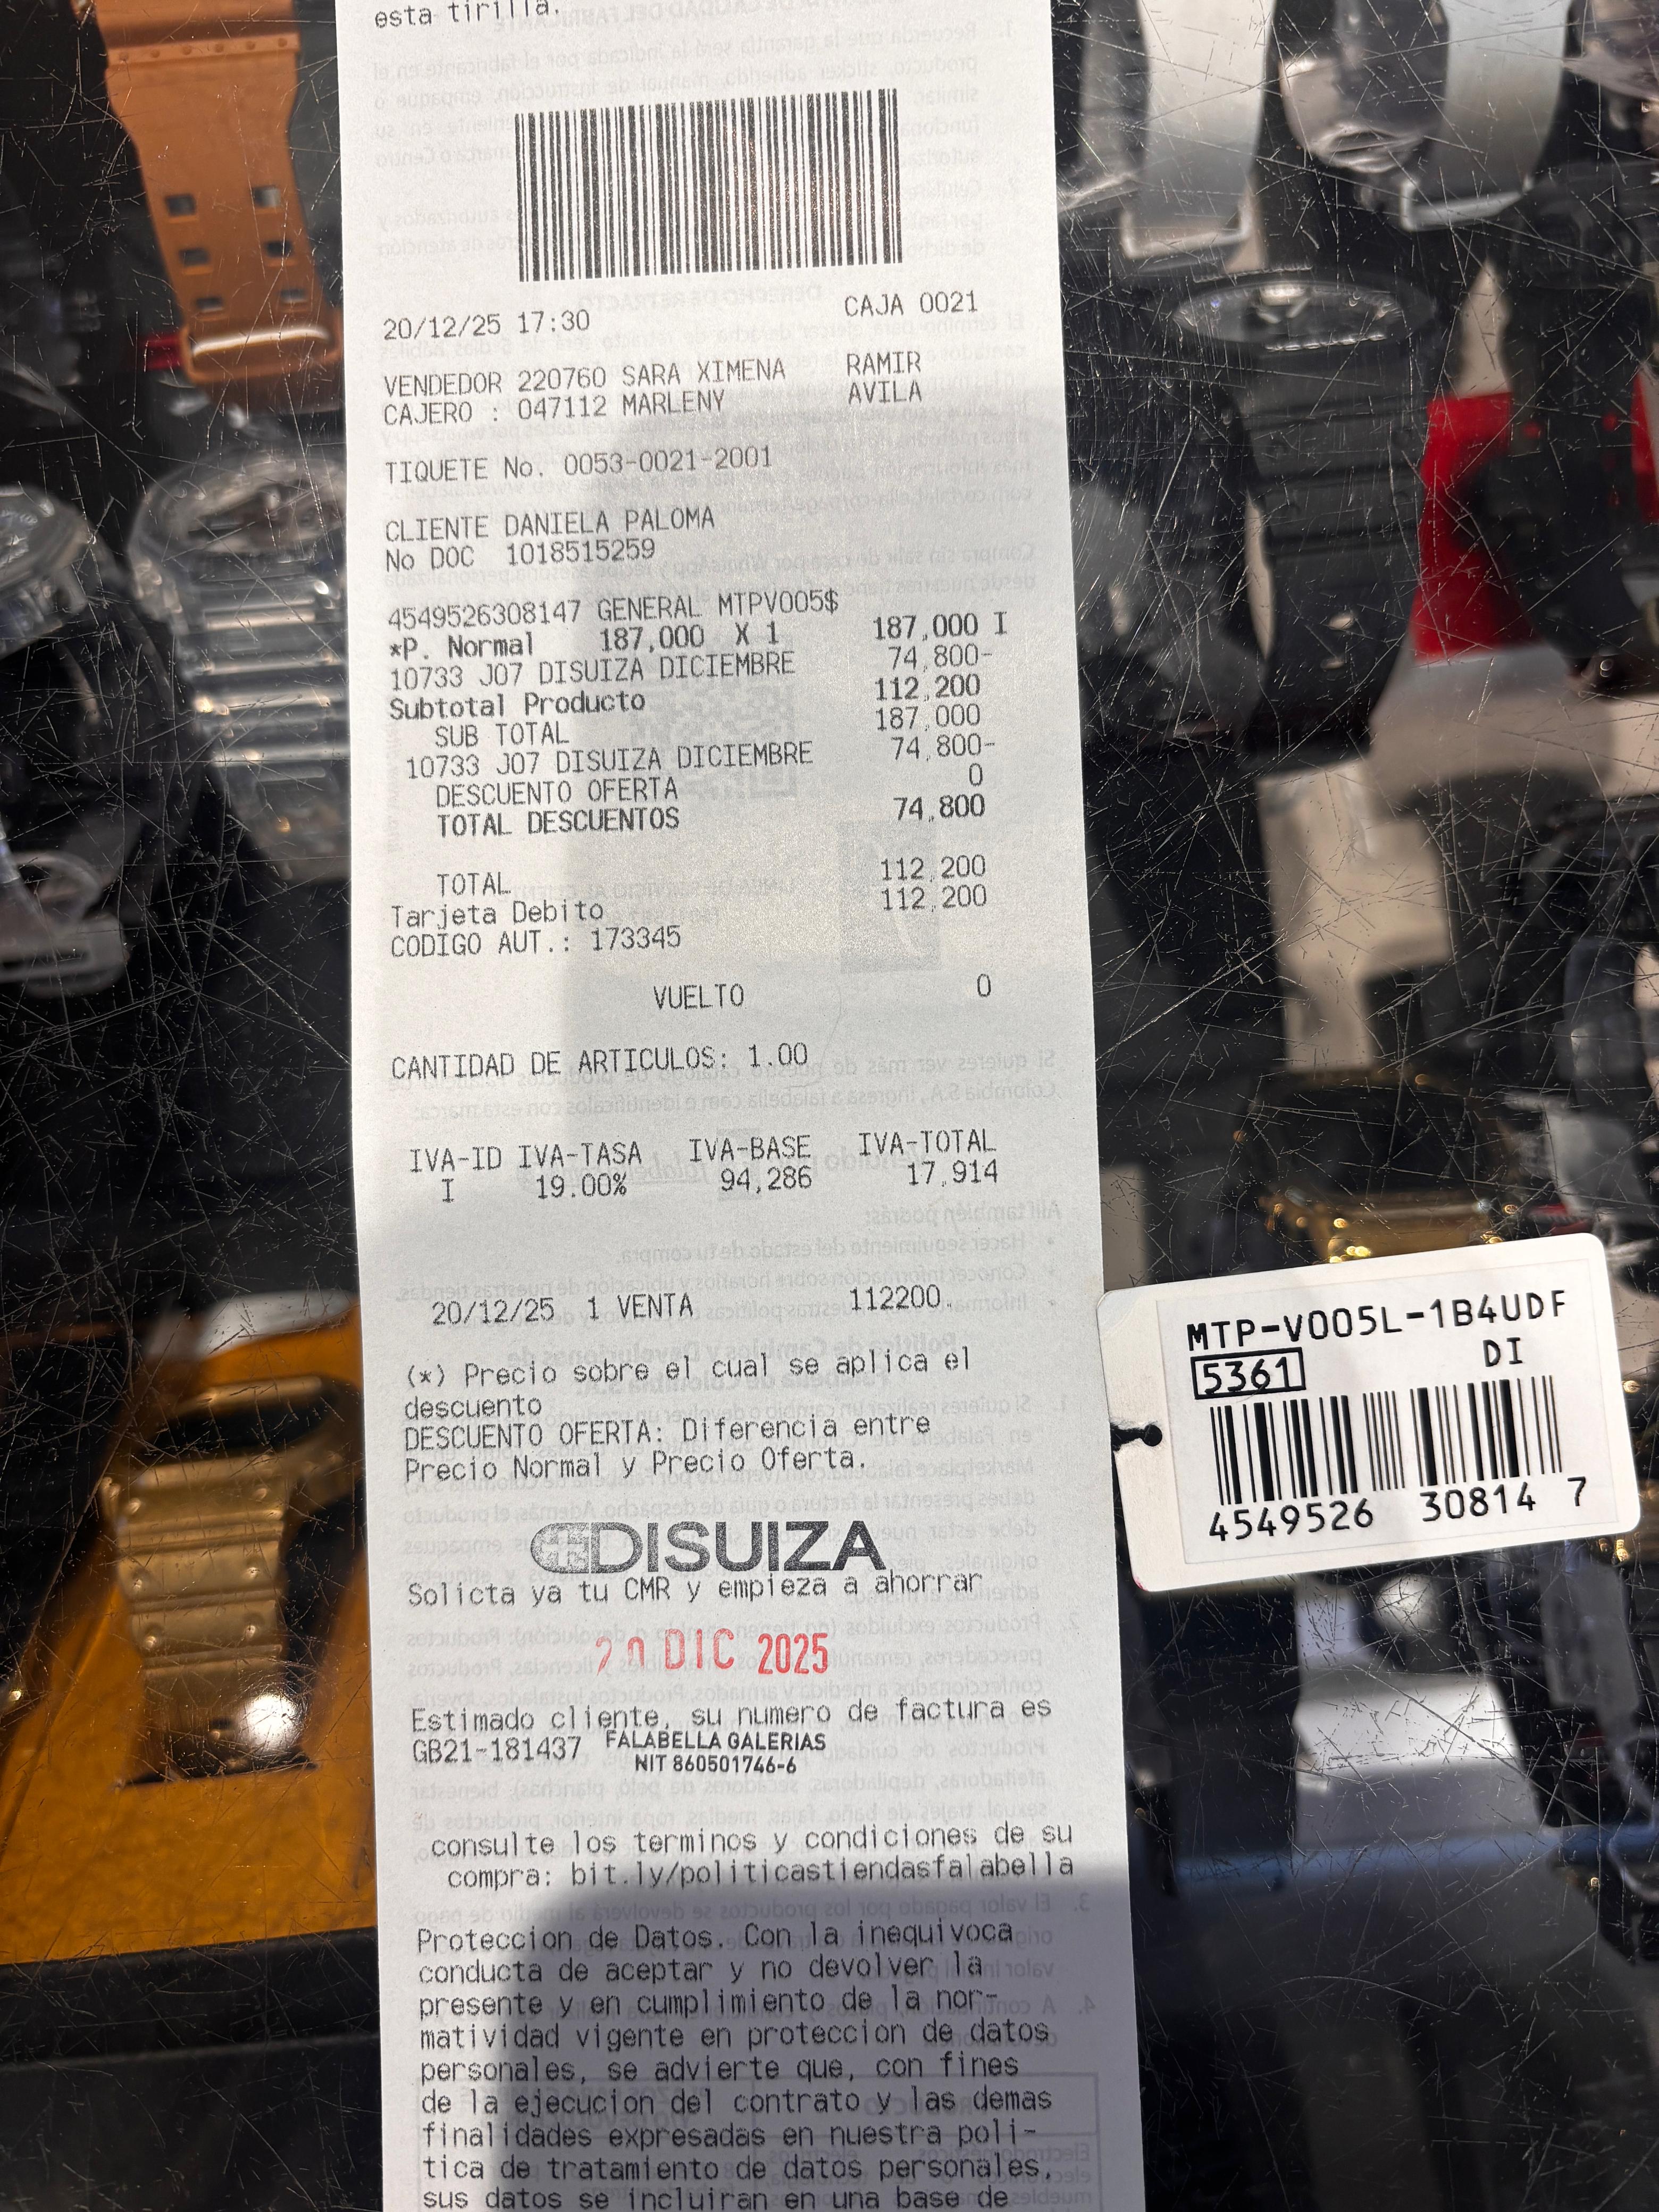 esta tirilla.
20/12/25 17:30 CAJA 0021
VENDEDOR 220760 SARA XIMENA RAMIR
CAJERO : 047112 MARLENY AVILA
TIQUETE No. 0053-0021-2001
CLIENTE DANIELA PALOMA
No DOC 1018515259
4549526308147 GENERAL MTPV005$
*P. Normal 187,000 X 1 187,000 I
10733 J07 DISUIZA DICIEMBRE 74,800-
Subtotal Producto 112,200
SUB TOTAL 187,000
10733 J07 DISUIZA DICIEMBRE 74,800-
DESCUENTO OFERTA 0
TOTAL DESCUENTOS 74,800
TOTAL 112,200
Tarjeta Debito 112,200
CODIGO AUT.: 173345
VUELTO 0
CANTIDAD DE ARTICULOS: 1.00
IVA-ID IVA-TASA IVA-BASE IVA-TOTAL
I 19.00% 94,286 17,914
20/12/25 1 VENTA 112200.
(*) Precio sobre el cual se aplica el
descuento
DESCUENTO OFERTA: Diferencia entre
Precio Normal y Precio Oferta.
DISUIZA
Solicta ya tu CMR y empieza a ahorrar
20 DIC 2025
Estimado cliente, su numero de factura es
GB21-181437 FALABELLA GALERIAS
NIT 860501766-6
consulte los terminos y condiciones de su
compra: bit.ly/politicastiendasfalabella
Proteccion de Datos. Con la inequivoca
conducta de aceptar y no devolver la
presente y en cumplimiento de la nor-
matividad vigente en proteccion de datos
personales, se advierte que, con fines
de la ejecucion del contrato y las demas
finalidades expresadas en nuestra poli-
tica de tratamiento de datos personales,
sus datos se incluiran en una base de
MTP-V005L-1B4UDF
5361 DI
4549526 30814 7